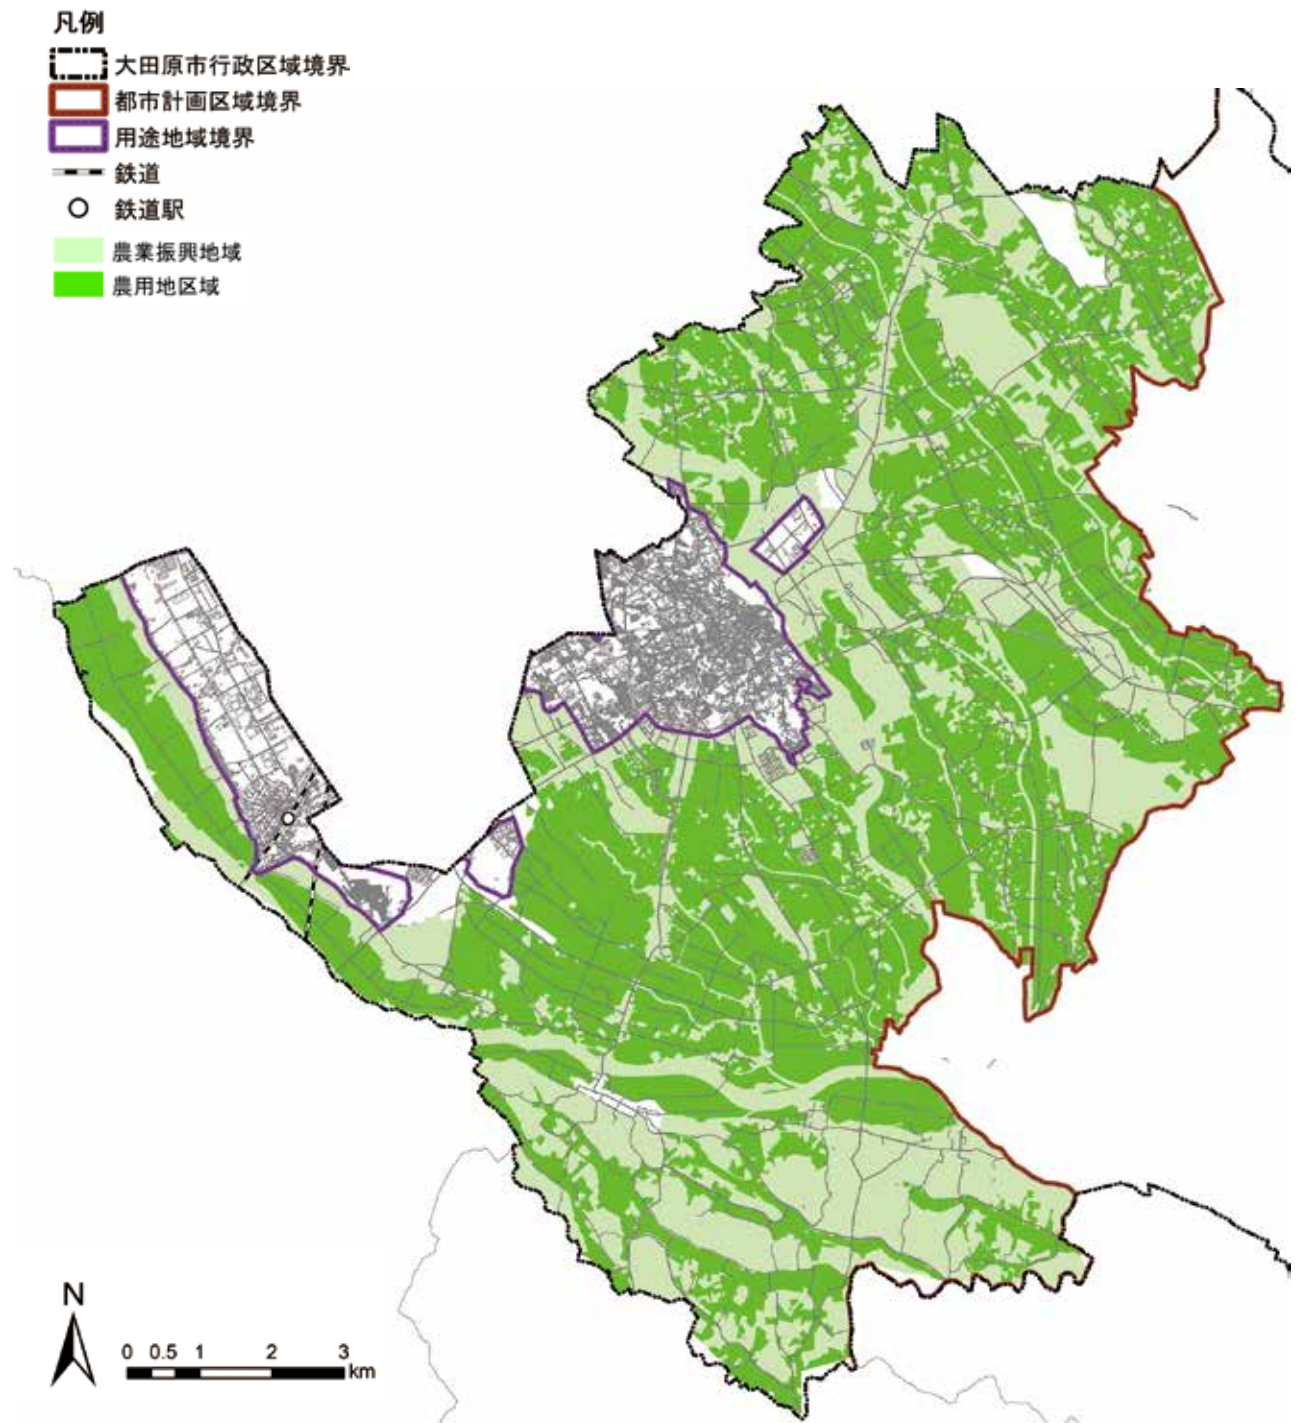 凡例
大田原市行政区域境界
都市計画区域境界
用途地域境界
鉄道
鉄道駅
農業振興地域
農用地区域
N
0 0.5 1 2 3
km